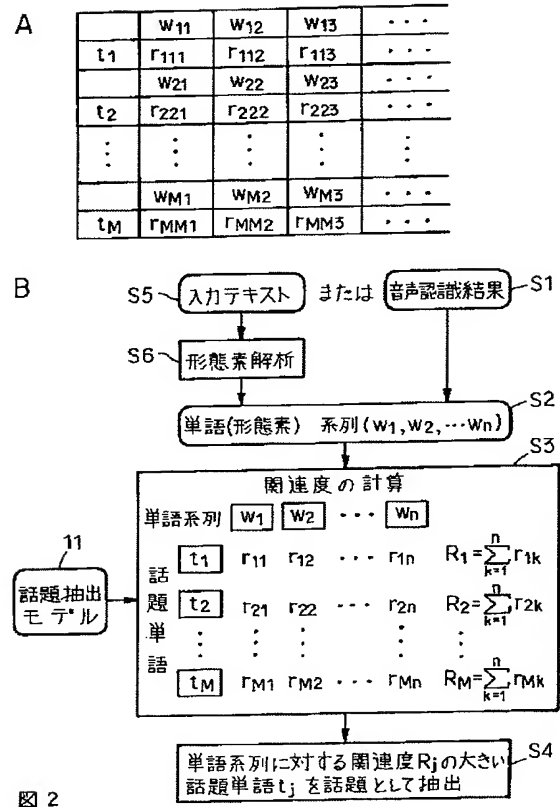 A
w11 w12 w13 ・・・
t1 r111 r112 r113 ・・・
w21 w22 w23 ・・・
t2 r221 r222 r223 ・・・
wM1 wM2 wM3 ・・・
tM rMM1 rMM2 rMM3 ・・・
B
S5 入力テキスト または 音声認識結果 S1
S6 形態素解析
S2
単語(形態素) 系列(w1,w2,…wn)
S3
関連度の計算
単語系列 w1 w2 ・・・ wn
11
話題抽出
モデル
話題単語
t1 r11 r12 ・・・ r1n R1=Σ(k=1→n) r1k
t2 r21 r22 ・・・ r2n R2=Σ(k=1→n) r2k
tM rM1 rM2 ・・・ rMn RM=Σ(k=1→n) rMk
S4
単語系列に対する関連度Rjの大きい
話題単語tjを話題として抽出
図2